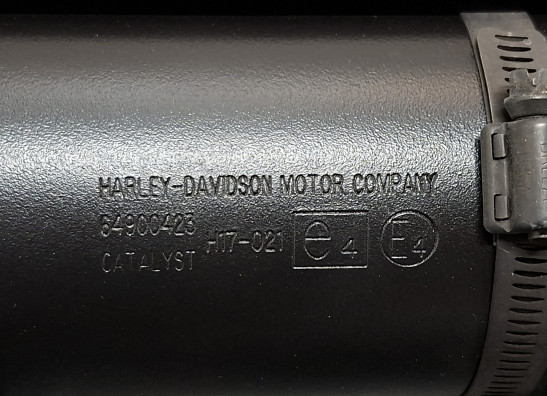 HARLEY-DAVIDSON MOTOR COMPANY
64900423 H17-021 e4 E4
CATALYST